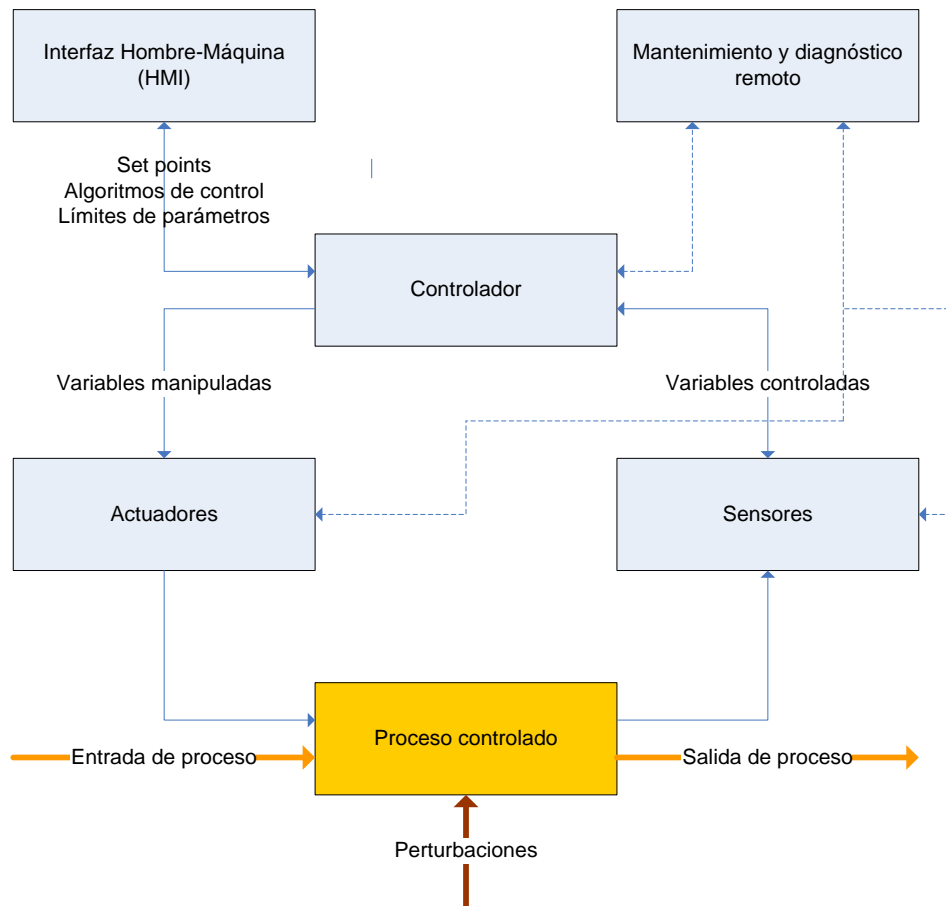 Interfaz Hombre-Máquina
(HMI)
Mantenimiento y diagnóstico
remoto
Set points
Algoritmos de control
Límites de parámetros
Controlador
Variables manipuladas
Variables controladas
Actuadores
Sensores
Proceso controlado
Entrada de proceso
Salida de proceso
Perturbaciones